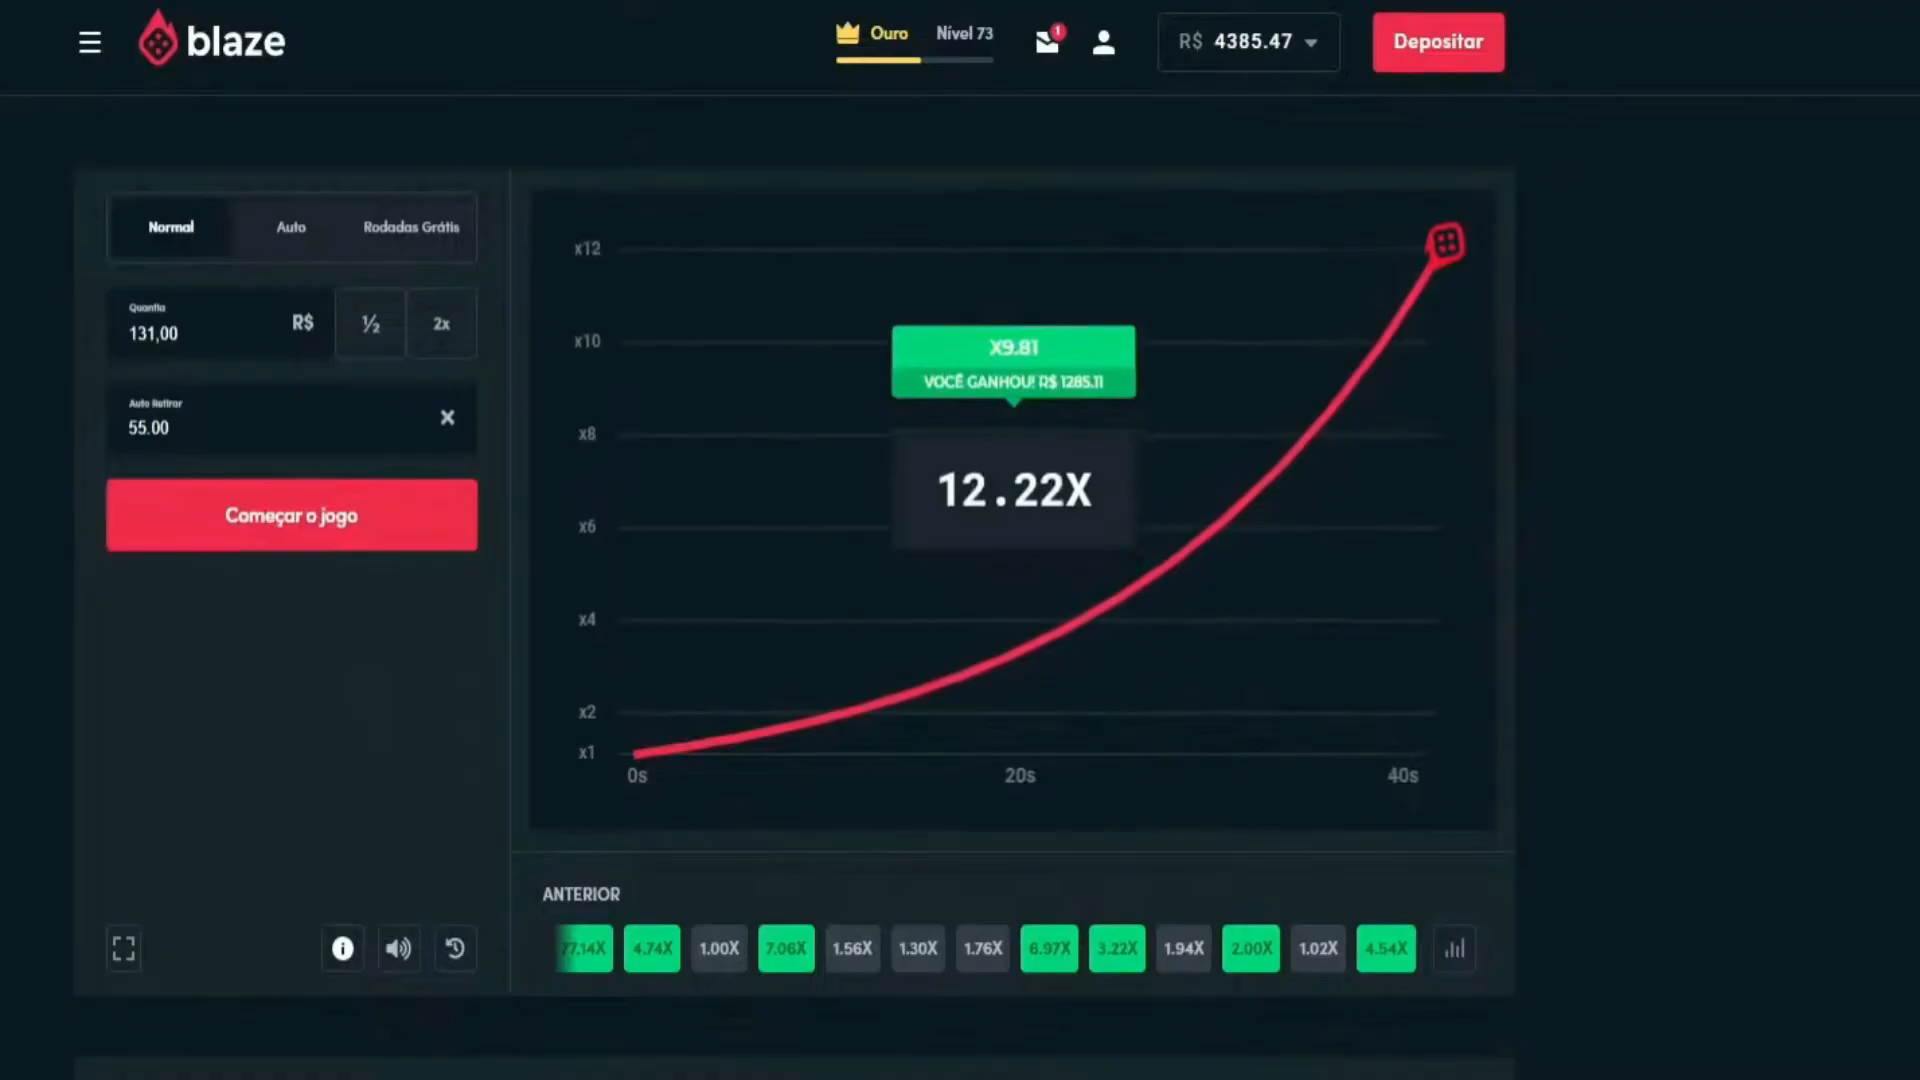 blaze
Ouro Nível 73
1
R$ 4385.47
Depositar
Normal Auto Rodadas Grátis
Quantia
131,00 R$ ½ 2x
Auto Retirar
55.00
Começar o jogo
x12
x10
x8
x6
x4
x2
x1
0s 20s 40s
X9.81
VOCÊ GANHOU! R$ 1285.11
12.22X
ANTERIOR
77.14X 4.74X 1.00X 7.06X 1.56X 1.30X 1.76X 6.97X 3.22X 1.94X 2.00X 1.02X 4.54X